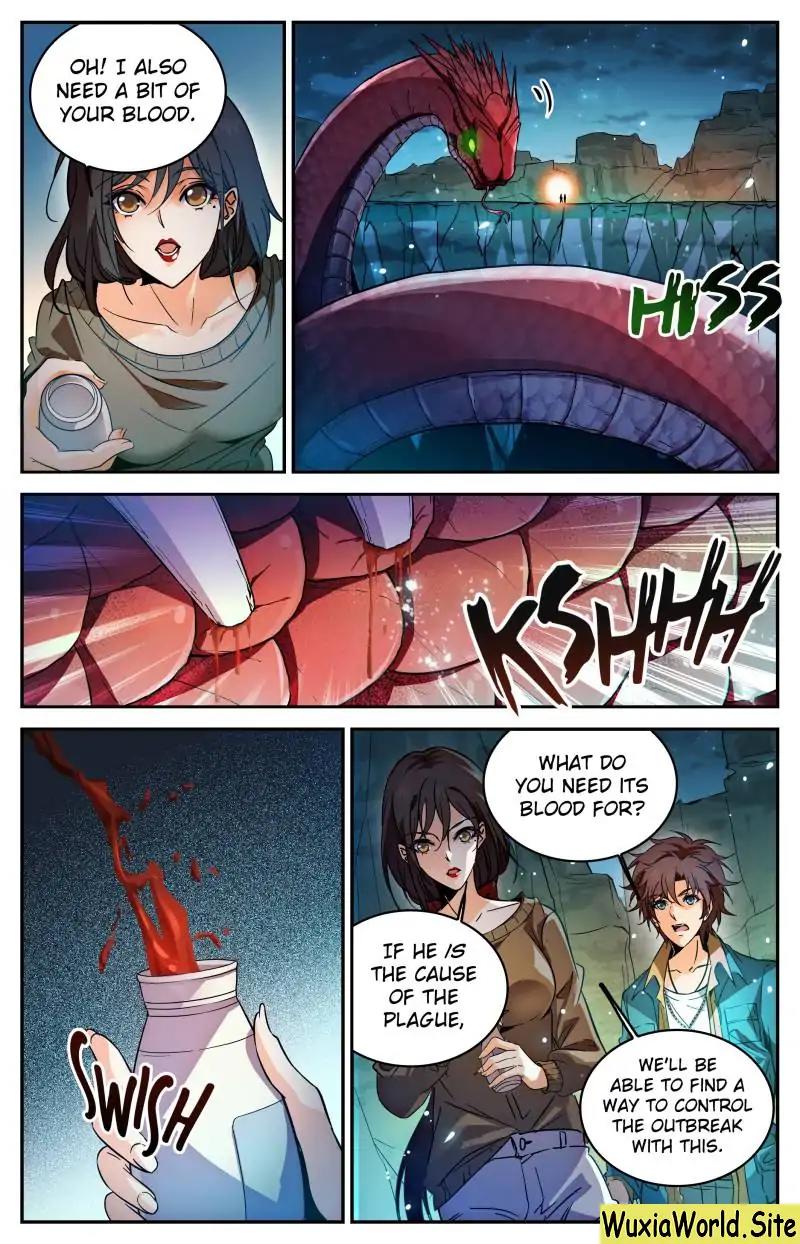 OH! I ALSO
NEED A BIT OF
YOUR BLOOD.
HISS
KSHHH
SWISH
WHAT DO
YOU NEED ITS
BLOOD FOR?
IF HE IS
THE CAUSE
OF THE
PLAGUE,
WE'LL BE
ABLE TO FIND A
WAY TO CONTROL
THE OUTBREAK
WITH THIS.
WuxiaWorld.Site